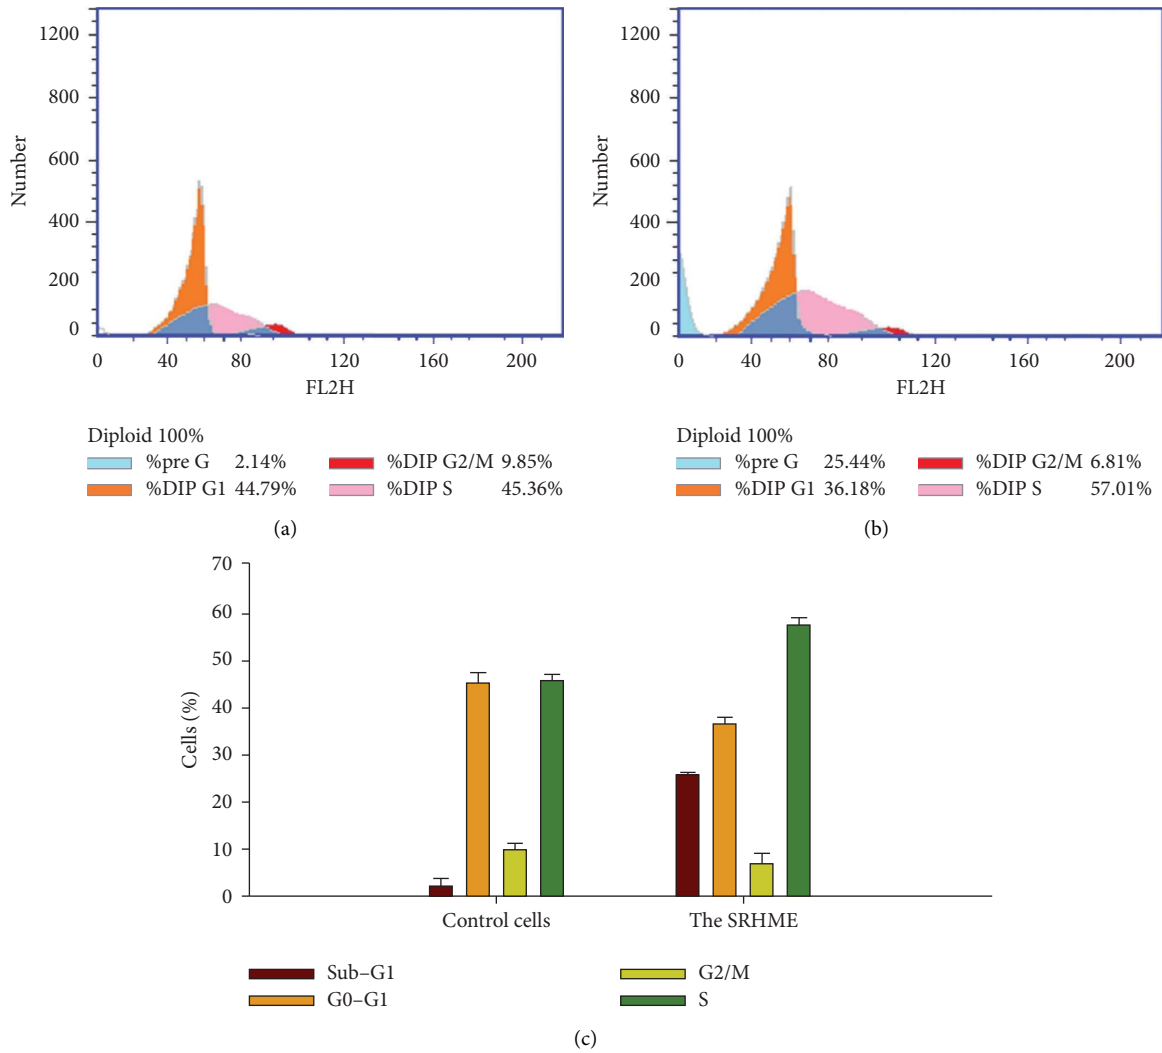 1200
800
600
400
200
0
Number
0 40 80 120 160 200
FL2H
Diploid 100%
%pre G 2.14% %DIP G2/M 9.85%
%DIP G1 44.79% %DIP S 45.36%
(a)
1200
800
600
400
200
0
Number
0 40 80 120 160 200
FL2H
Diploid 100%
%pre G 25.44% %DIP G2/M 6.81%
%DIP G1 36.18% %DIP S 57.01%
(b)
70
60
50
40
30
20
10
0
Cells (%)
Control cells The SRHME
Sub–G1 G2/M
G0–G1 S
(c)